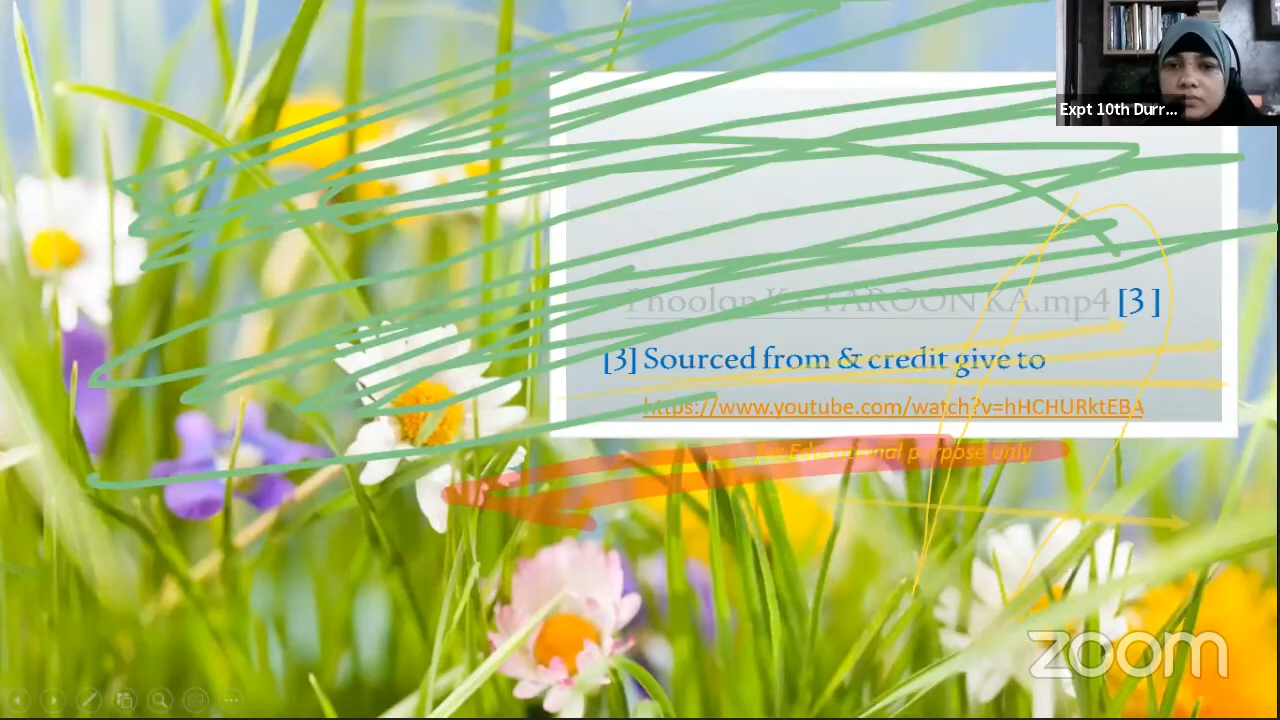 Expt 10th Durr...
Phoolon Ka TAROON KA.mp4 [3]
[3] Sourced from & credit give to
https://www.youtube.com/watch?v=hHCHURktEBA
for Educational purpose only
zoom